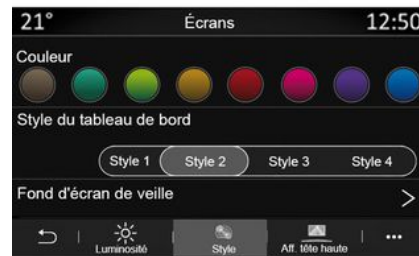 21° Écrans 12:50
Couleur
Style du tableau de bord
Style 1 Style 2 Style 3 Style 4
Fond d'écran de veille >
Luminosité Style Aff. tête haute ...